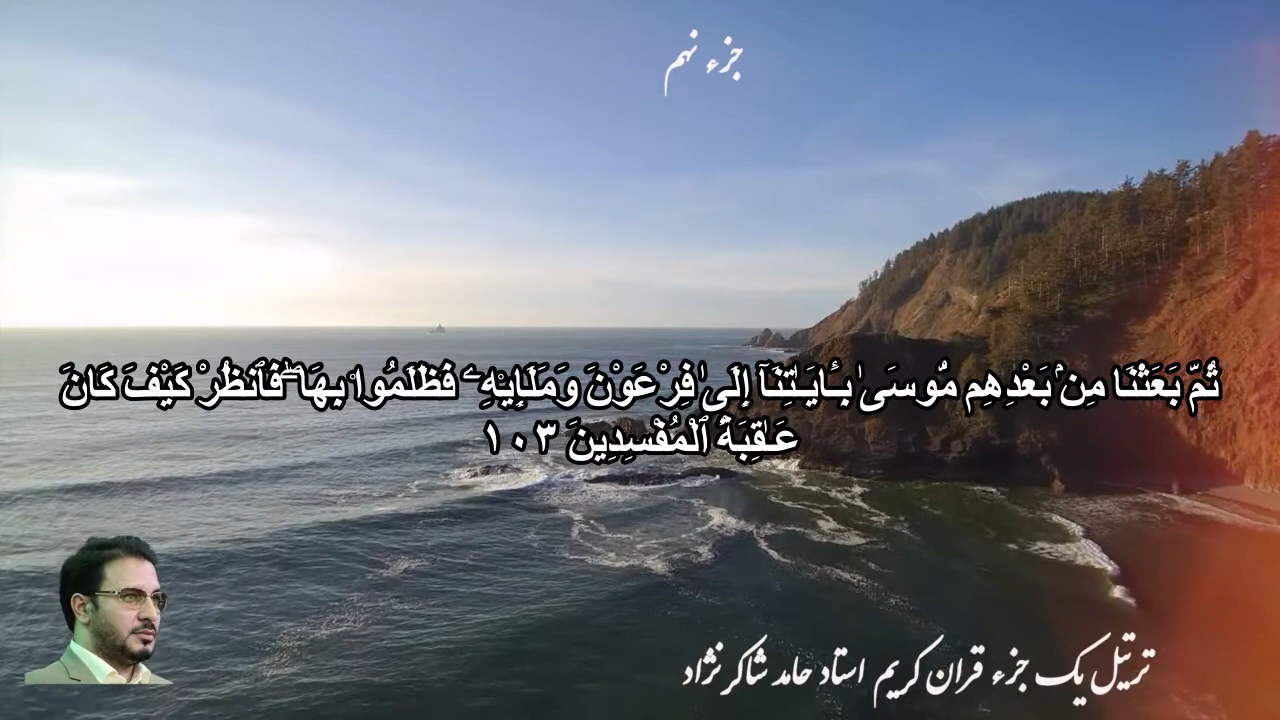 جزء نهم
ثُمَّ بَعَثْنَا مِنۢ بَعْدِهِم مُّوسَىٰ بِـَٔايَـٰتِنَآ إِلَىٰ فِرْعَوْنَ وَمَلَإِي۟هِۦ فَظَلَمُوا۟ بِهَا ۖ فَٱنظُرْ كَيْفَ كَانَ
عَـٰقِبَةُ ٱلْمُفْسِدِينَ ١٠٣
ترتیل یک جزء قران کریم استاد حامد شاکرنژاد